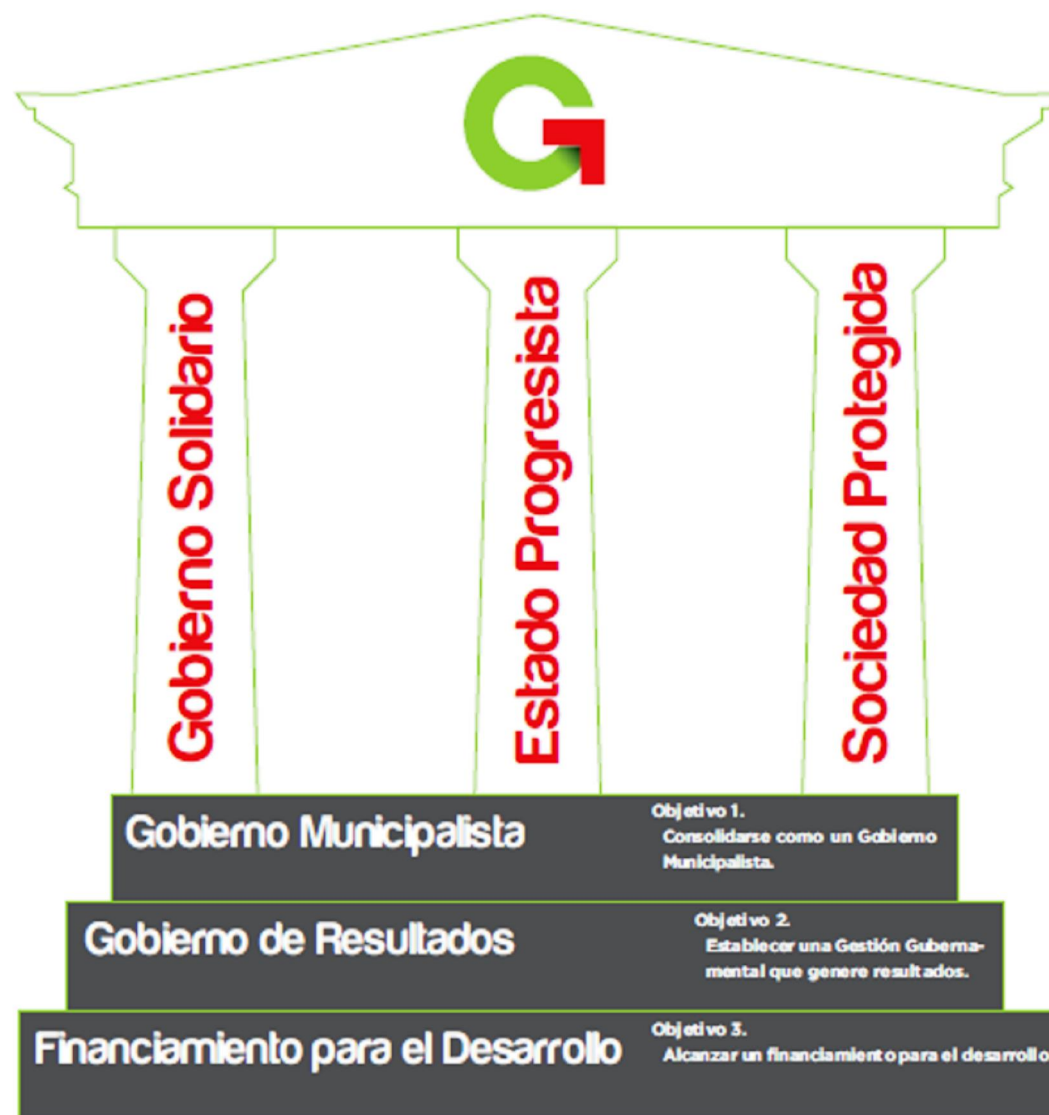 Gobierno Solidario
Estado Progresista
Sociedad Protegida
Gobierno Municipalista
Objetivo 1.
Consolidarse como un Gobierno
Municipalista.
Gobierno de Resultados
Objetivo 2.
Establecer una Gestión Guberna-
mental que genere resultados.
Financiamiento para el Desarrollo
Objetivo 3.
Alcanzar un financiamiento para el desarrollo